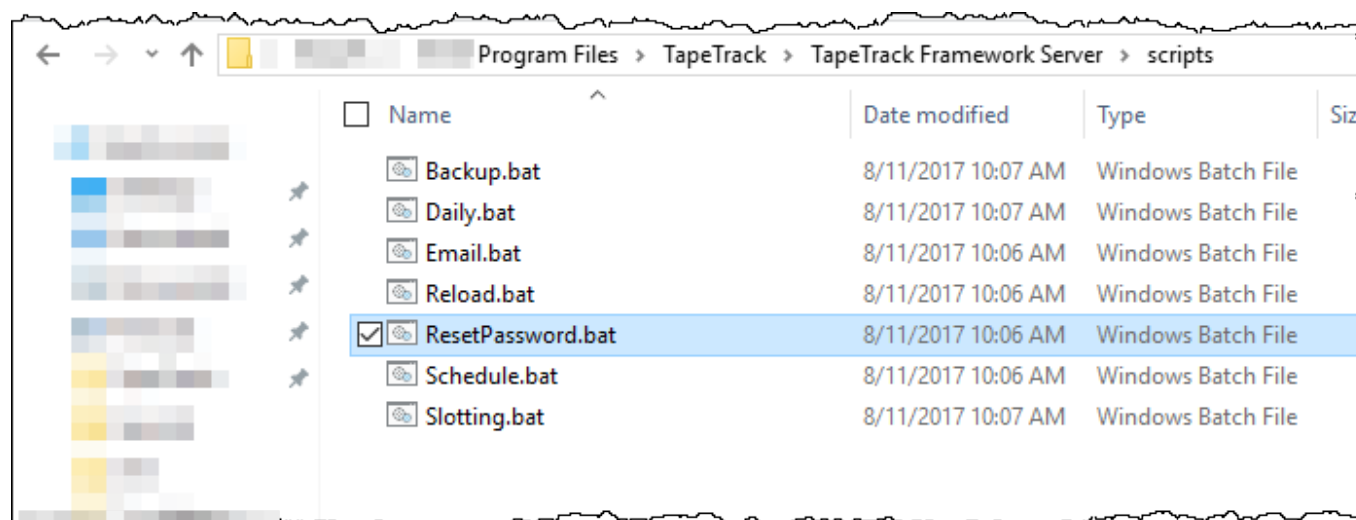 Program Files > TapeTrack > TapeTrack Framework Server > scripts
Name Date modified Type Siz
Backup.bat 8/11/2017 10:07 AM Windows Batch File
Daily.bat 8/11/2017 10:07 AM Windows Batch File
Email.bat 8/11/2017 10:06 AM Windows Batch File
Reload.bat 8/11/2017 10:06 AM Windows Batch File
ResetPassword.bat 8/11/2017 10:06 AM Windows Batch File
Schedule.bat 8/11/2017 10:06 AM Windows Batch File
Slotting.bat 8/11/2017 10:07 AM Windows Batch File